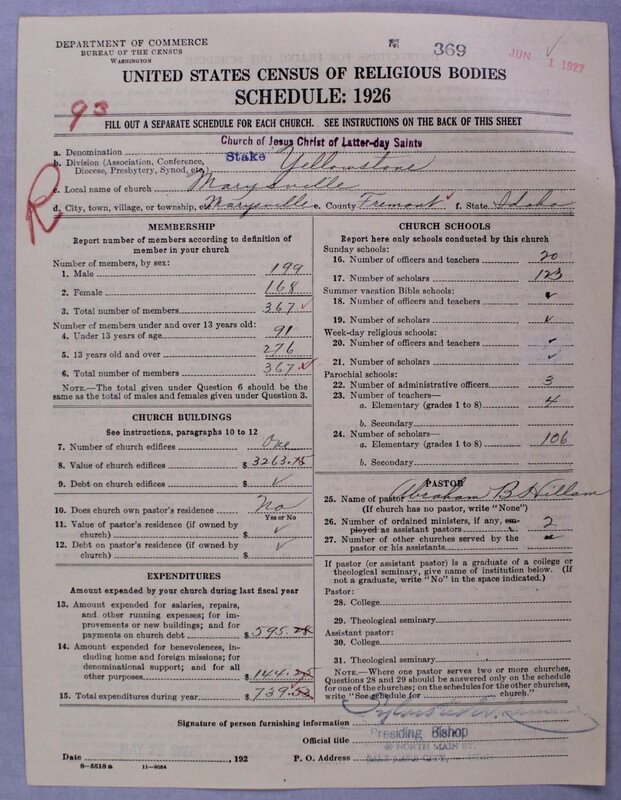 DEPARTMENT OF COMMERCE
BUREAU OF THE CENSUS
WASHINGTON
369
JUN 1 1927
UNITED STATES CENSUS OF RELIGIOUS BODIES
SCHEDULE: 1926
93
FILL OUT A SEPARATE SCHEDULE FOR EACH CHURCH. SEE INSTRUCTIONS ON THE BACK OF THIS SHEET
R
a. Denomination Church of Jesus Christ of Latter-day Saints
b. Division (Association, Conference, Diocese, Presbytery, Synod, etc.) Stake Yellowstone
c. Local name of church Marysville
d. City, town, village, or township, etc. Marysville e. County Fremont f. State Idaho
MEMBERSHIP
Report number of members according to definition of
member in your church
Number of members, by sex:
1. Male 199
2. Female 168
3. Total number of members 367
Number of members under and over 13 years old:
4. Under 13 years of age 91
5. 13 years old and over 276
6. Total number of members 367
NOTE.—The total given under Question 6 should be
same as the total of males and females given under Question 3.
CHURCH BUILDINGS
See instructions, paragraphs 10 to 12
7. Number of church edifices One
8. Value of church edifices $ 3263.75
9. Debt on church edifices $ ✓
10. Does church own pastor's residence? No
Yes or No
11. Value of pastor's residence (if owned by
church) $ ✓
12. Debt on pastor's residence (if owned by
church) $ ✓
EXPENDITURES
Amount expended by your church during last fiscal year
13. Amount expended for salaries, repairs,
and other running expenses; for im-
provements or new buildings; and for
payments on church debt $ 595.28
14. Amount expended for benevolences, in-
cluding home and foreign missions; for
denominational support; and for all
other purposes $ 144.25
15. Total expenditures during year $ 739.53
CHURCH SCHOOLS
Report here only schools conducted by this church
Sunday schools:
16. Number of officers and teachers 20
17. Number of scholars 123
Summer vacation Bible schools:
18. Number of officers and teachers ✓
19. Number of scholars ✓
Week-day religious schools:
20. Number of officers and teachers ✓
21. Number of scholars ✓
Parochial schools:
22. Number of administrative officers 3
23. Number of teachers—
a. Elementary (grades 1 to 8) 4
b. Secondary
24. Number of scholars—
a. Elementary (grades 1 to 8) 106
b. Secondary
PASTOR
25. Name of pastor Abraham B Hillam
(If church has no pastor, write "None")
26. Number of ordained ministers, if any, em-
ployed as assistant pastors 2
27. Number of other churches served by the
pastor or his assistants
If pastor (or assistant pastor) is a graduate of a college or
theological seminary, give name of institution below. (If
not a graduate, write "No" in the space indicated.)
Pastor:
28. College
29. Theological seminary
Assistant pastor:
30. College
31. Theological seminary
NOTE.—Where one pastor serves two or more churches,
Questions 28 and 29 should be answered only on the schedule
for one of the churches; on the schedules for the other churches,
write "See schedule for church."
Signature of person furnishing information
Official title Presiding Bishop
40 NORTH MAIN ST.
Date , 192 P. O. Address SALT LAKE CITY,
8—5518 a 11—9054